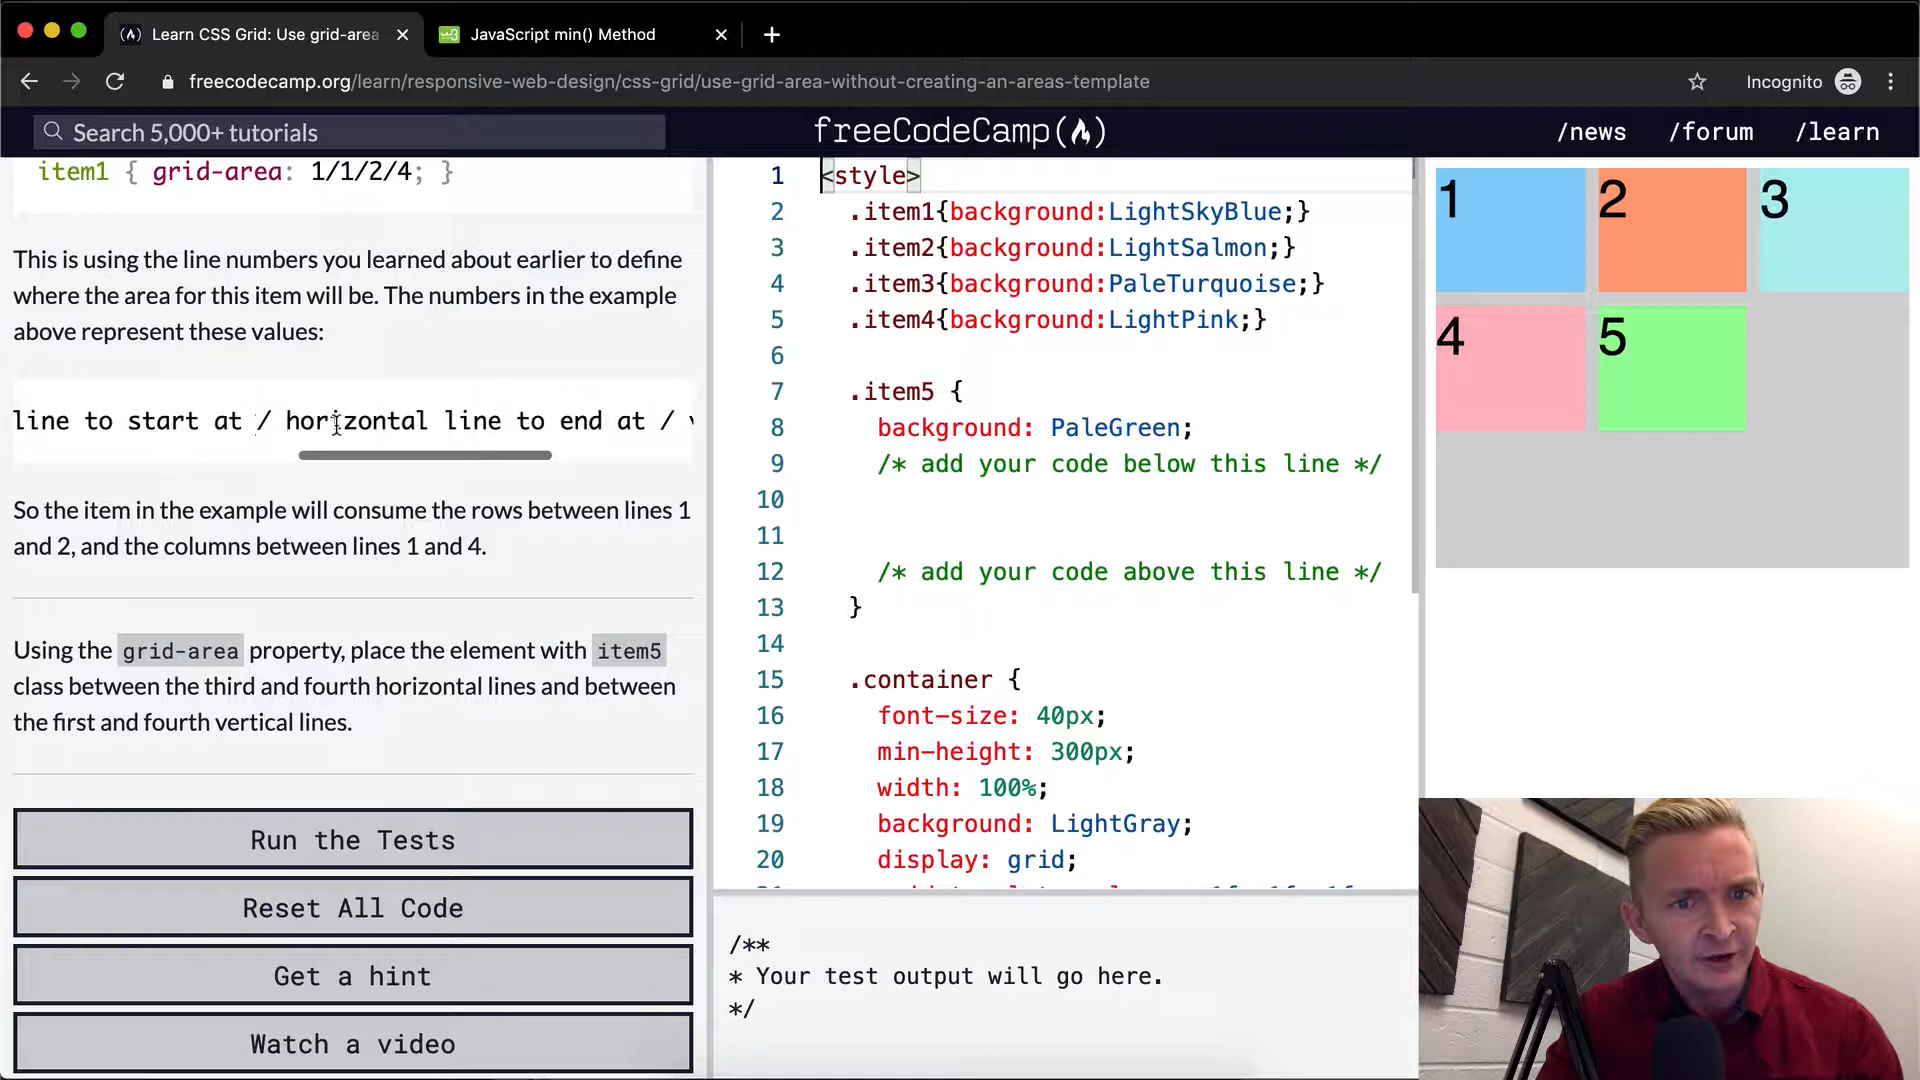 Learn CSS Grid: Use grid-area
JavaScript min() Method
freecodecamp.org/learn/responsive-web-design/css-grid/use-grid-area-without-creating-an-areas-template
Incognito
Search 5,000+ tutorials
freeCodeCamp
/news /forum /learn
item1 { grid-area: 1/1/2/4; }
This is using the line numbers you learned about earlier to define
where the area for this item will be. The numbers in the example
above represent these values:
line to start at / horizontal line to end at /
So the item in the example will consume the rows between lines 1
and 2, and the columns between lines 1 and 4.
Using the grid-area property, place the element with item5
class between the third and fourth horizontal lines and between
the first and fourth vertical lines.
Run the Tests
Reset All Code
Get a hint
Watch a video
1 <style>
2 .item1{background:LightSkyBlue;}
3 .item2{background:LightSalmon;}
4 .item3{background:PaleTurquoise;}
5 .item4{background:LightPink;}
6
7 .item5 {
8 background: PaleGreen;
9 /* add your code below this line */
10
11
12 /* add your code above this line */
13 }
14
15 .container {
16 font-size: 40px;
17 min-height: 300px;
18 width: 100%;
19 background: LightGray;
20 display: grid;
/**
* Your test output will go here.
*/
1 2 3
4 5